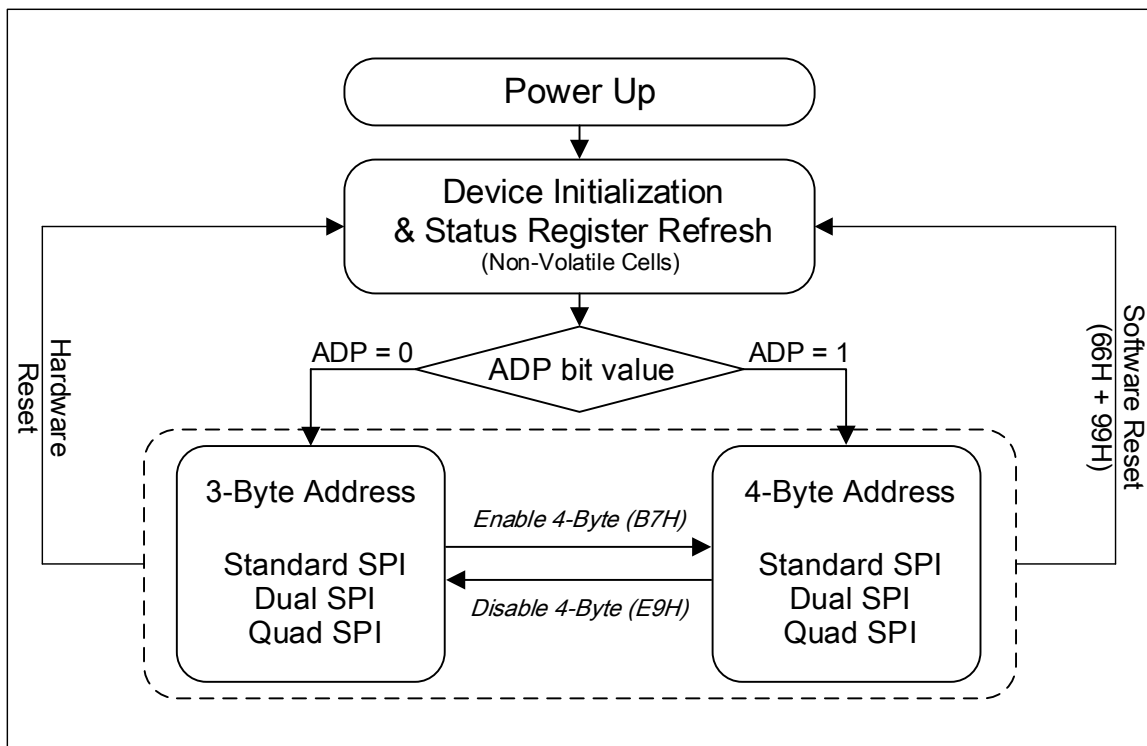 Power Up
Device Initialization
& Status Register Refresh
(Non-Volatile Cells)
ADP = 0
ADP bit value
ADP = 1
Hardware
Reset
Software Reset
(66H + 99H)
3-Byte Address
Standard SPI
Dual SPI
Quad SPI
Enable 4-Byte (B7H)
Disable 4-Byte (E9H)
4-Byte Address
Standard SPI
Dual SPI
Quad SPI